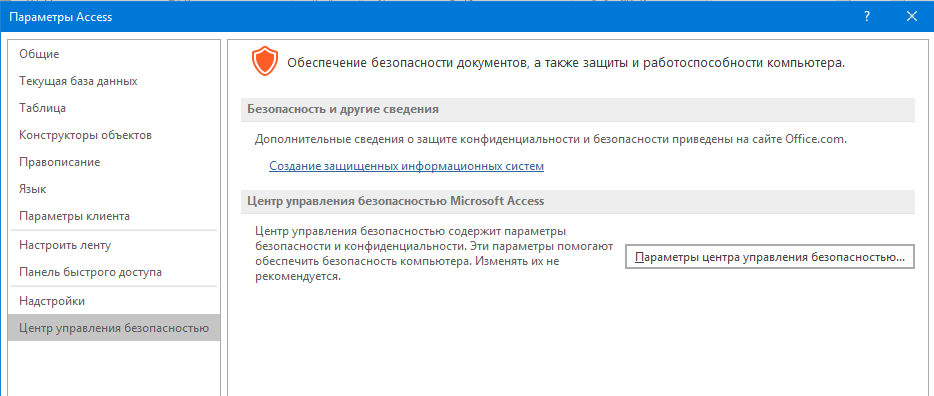 Параметры Access
?
Общие
Текущая база данных
Таблица
Конструкторы объектов
Правописание
Язык
Параметры клиента
Настроить ленту
Панель быстрого доступа
Надстройки
Центр управления безопасностью
Обеспечение безопасности документов, а также защиты и работоспособности компьютера.
Безопасность и другие сведения
Дополнительные сведения о защите конфиденциальности и безопасности приведены на сайте Office.com.
Создание защищенных информационных систем
Центр управления безопасностью Microsoft Access
Центр управления безопасностью содержит параметры
безопасности и конфиденциальности. Эти параметры помогают
обеспечить безопасность компьютера. Изменять их не
рекомендуется.
Параметры центра управления безопасностью...